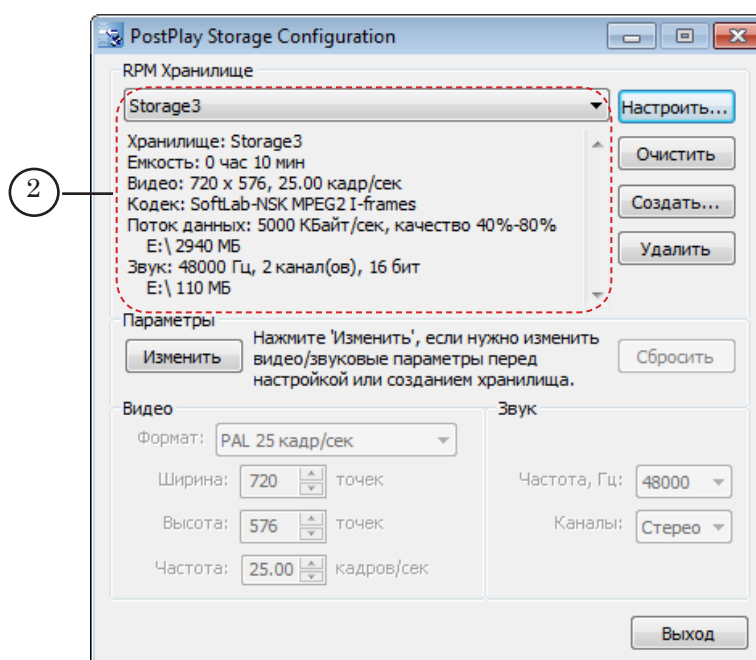 PostPlay Storage Configuration
RPM Хранилище
Storage3
Настроить...
Хранилище: Storage3
Емкость: 0 час 10 мин
Видео: 720 x 576, 25.00 кадр/сек
Кодек: SoftLab-NSK MPEG2 I-frames
Поток данных: 5000 КБайт/сек, качество 40%-80%
E:\ 2940 МБ
Звук: 48000 Гц, 2 канал(ов), 16 бит
E:\ 110 МБ
Очистить
Создать...
Удалить
2
Параметры
Изменить
Нажмите 'Изменить', если нужно изменить
видео/звуковые параметры перед
настройкой или созданием хранилища.
Сбросить
Видео
Формат: PAL 25 кадр/сек
Ширина: 720 точек
Высота: 576 точек
Частота: 25.00 кадров/сек
Звук
Частота, Гц: 48000
Каналы: Стерео
Выход